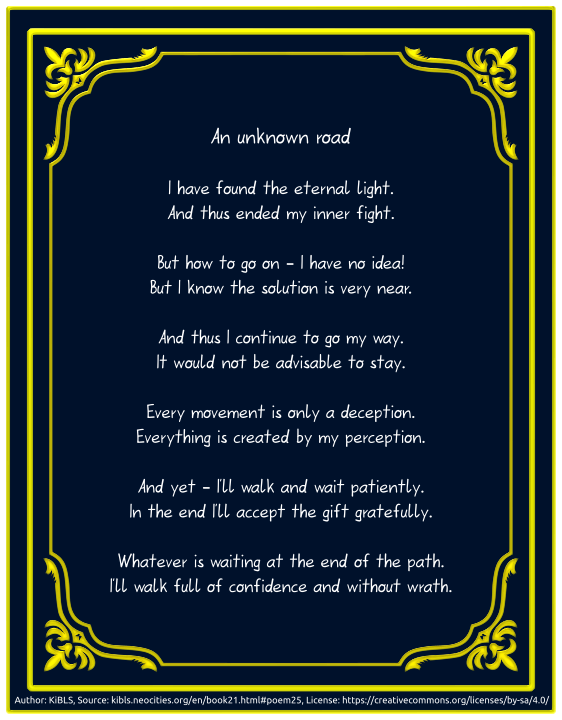 An unknown road
I have found the eternal light.
And thus ended my inner fight.
But how to go on – I have no idea!
But I know the solution is very near.
And thus I continue to go my way.
It would not be advisable to stay.
Every movement is only a deception.
Everything is created by my perception.
And yet – I'll walk and wait patiently.
In the end I'll accept the gift gratefully.
Whatever is waiting at the end of the path.
I'll walk full of confidence and without wrath.
Author: KiBLS, Source: kibls.neocities.org/en/book21.html#poem25, License: https://creativecommons.org/licenses/by-sa/4.0/